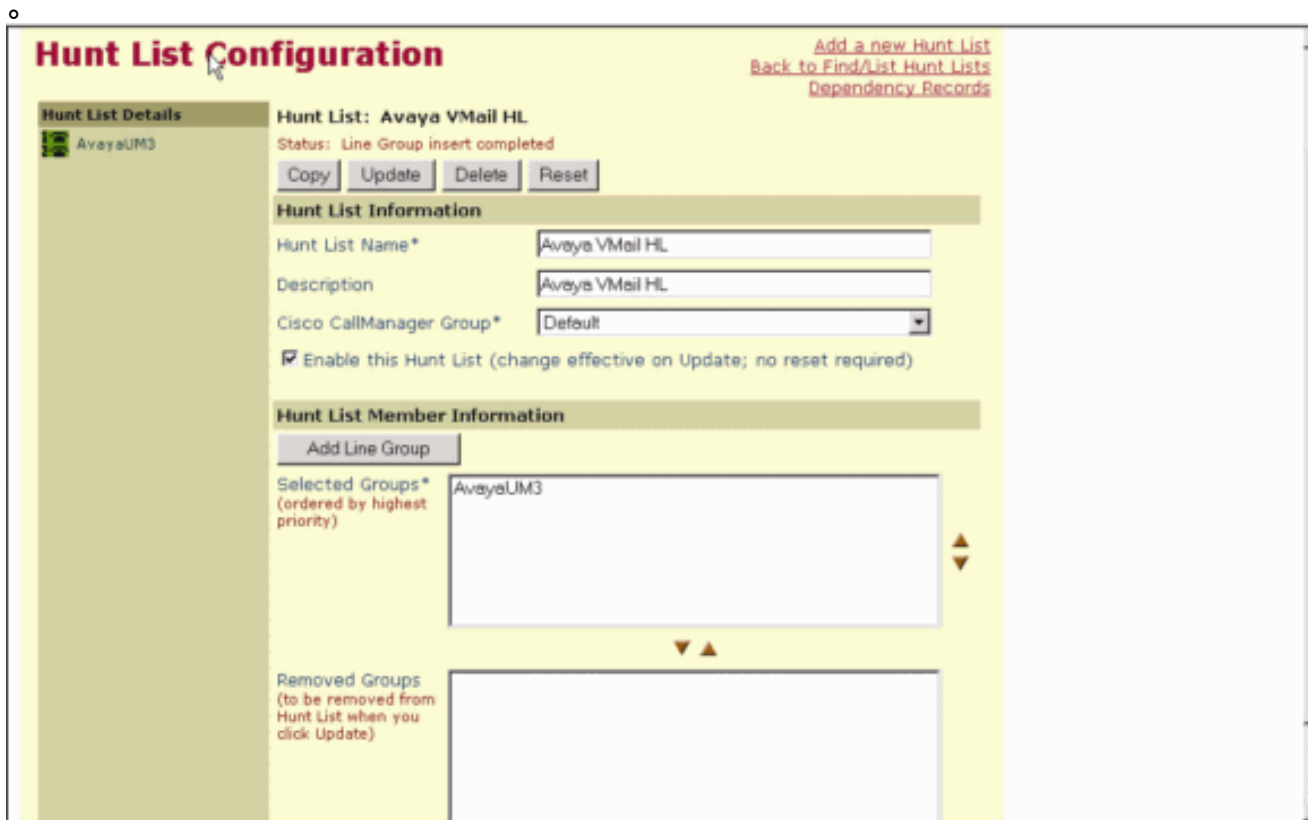 。
Hunt List Configuration
Add a new Hunt List
Back to Find/List Hunt Lists
Dependency Records
Hunt List Details
AvayaUM3
Hunt List: Avaya VMail HL
Status: Line Group insert completed
Copy Update Delete Reset
Hunt List Information
Hunt List Name* Avaya VMail HL
Description Avaya VMail HL
Cisco CallManager Group* Default
Enable this Hunt List (change effective on Update; no reset required)
Hunt List Member Information
Add Line Group
Selected Groups*
(ordered by highest
priority)
AvayaUM3
Removed Groups
(to be removed from
Hunt List when you
click Update)